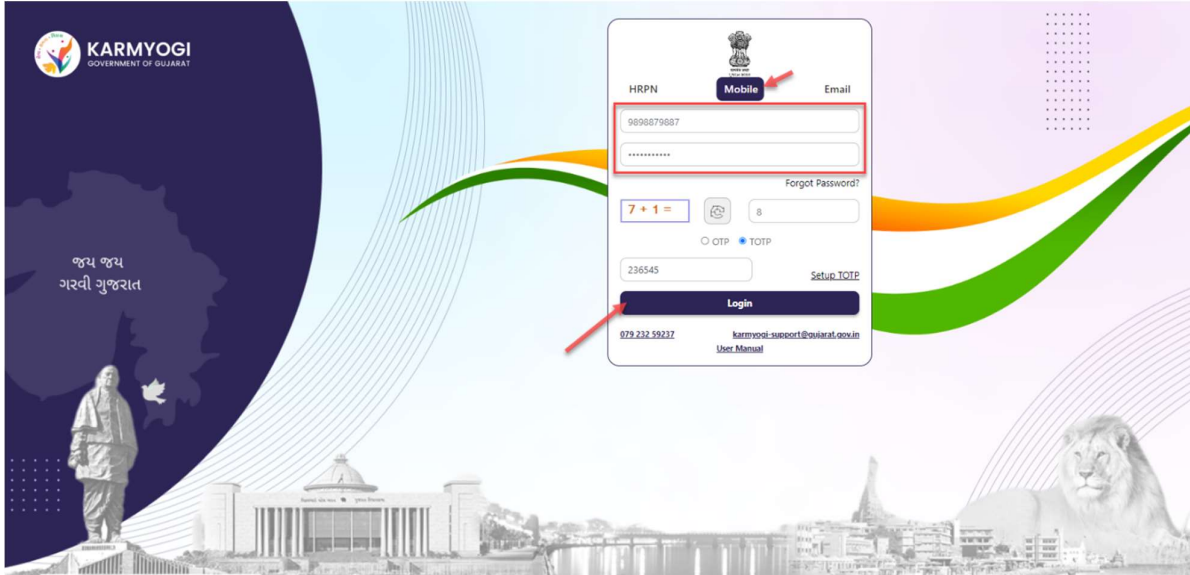 KARMYOGI
GOVERNMENT OF GUJARAT
જય જય
ગરવી ગુજરાત
HRPN
Mobile
Email
9898879887
•••••••••••
Forgot Password?
7 + 1 =
8
OTP
TOTP
236545
Setup TOTP
Login
079 232 59237
karmyogi-support@gujarat.gov.in
User Manual